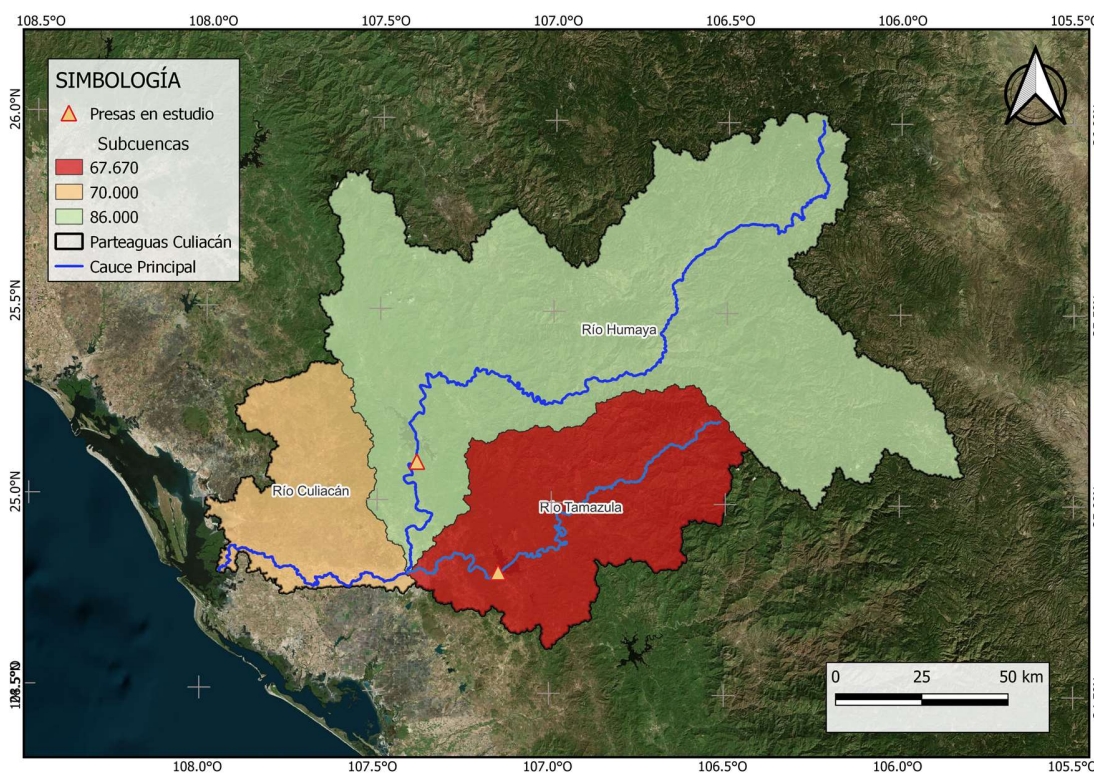 108.5°O 108.0°O 107.5°O 107.0°O 106.5°O 106.0°O 105.5°O
26.0°N
25.5°N
25.0°N
SIMBOLOGÍA
Presas en estudio
Subcuencas
67.670
70.000
86.000
Parteaguas Culiacán
Cauce Principal
Río Humaya
Río Culiacán
Río Tamazula
0 25 50 km
108.0°O 107.5°O 107.0°O 106.5°O 106.0°O 105.5°O